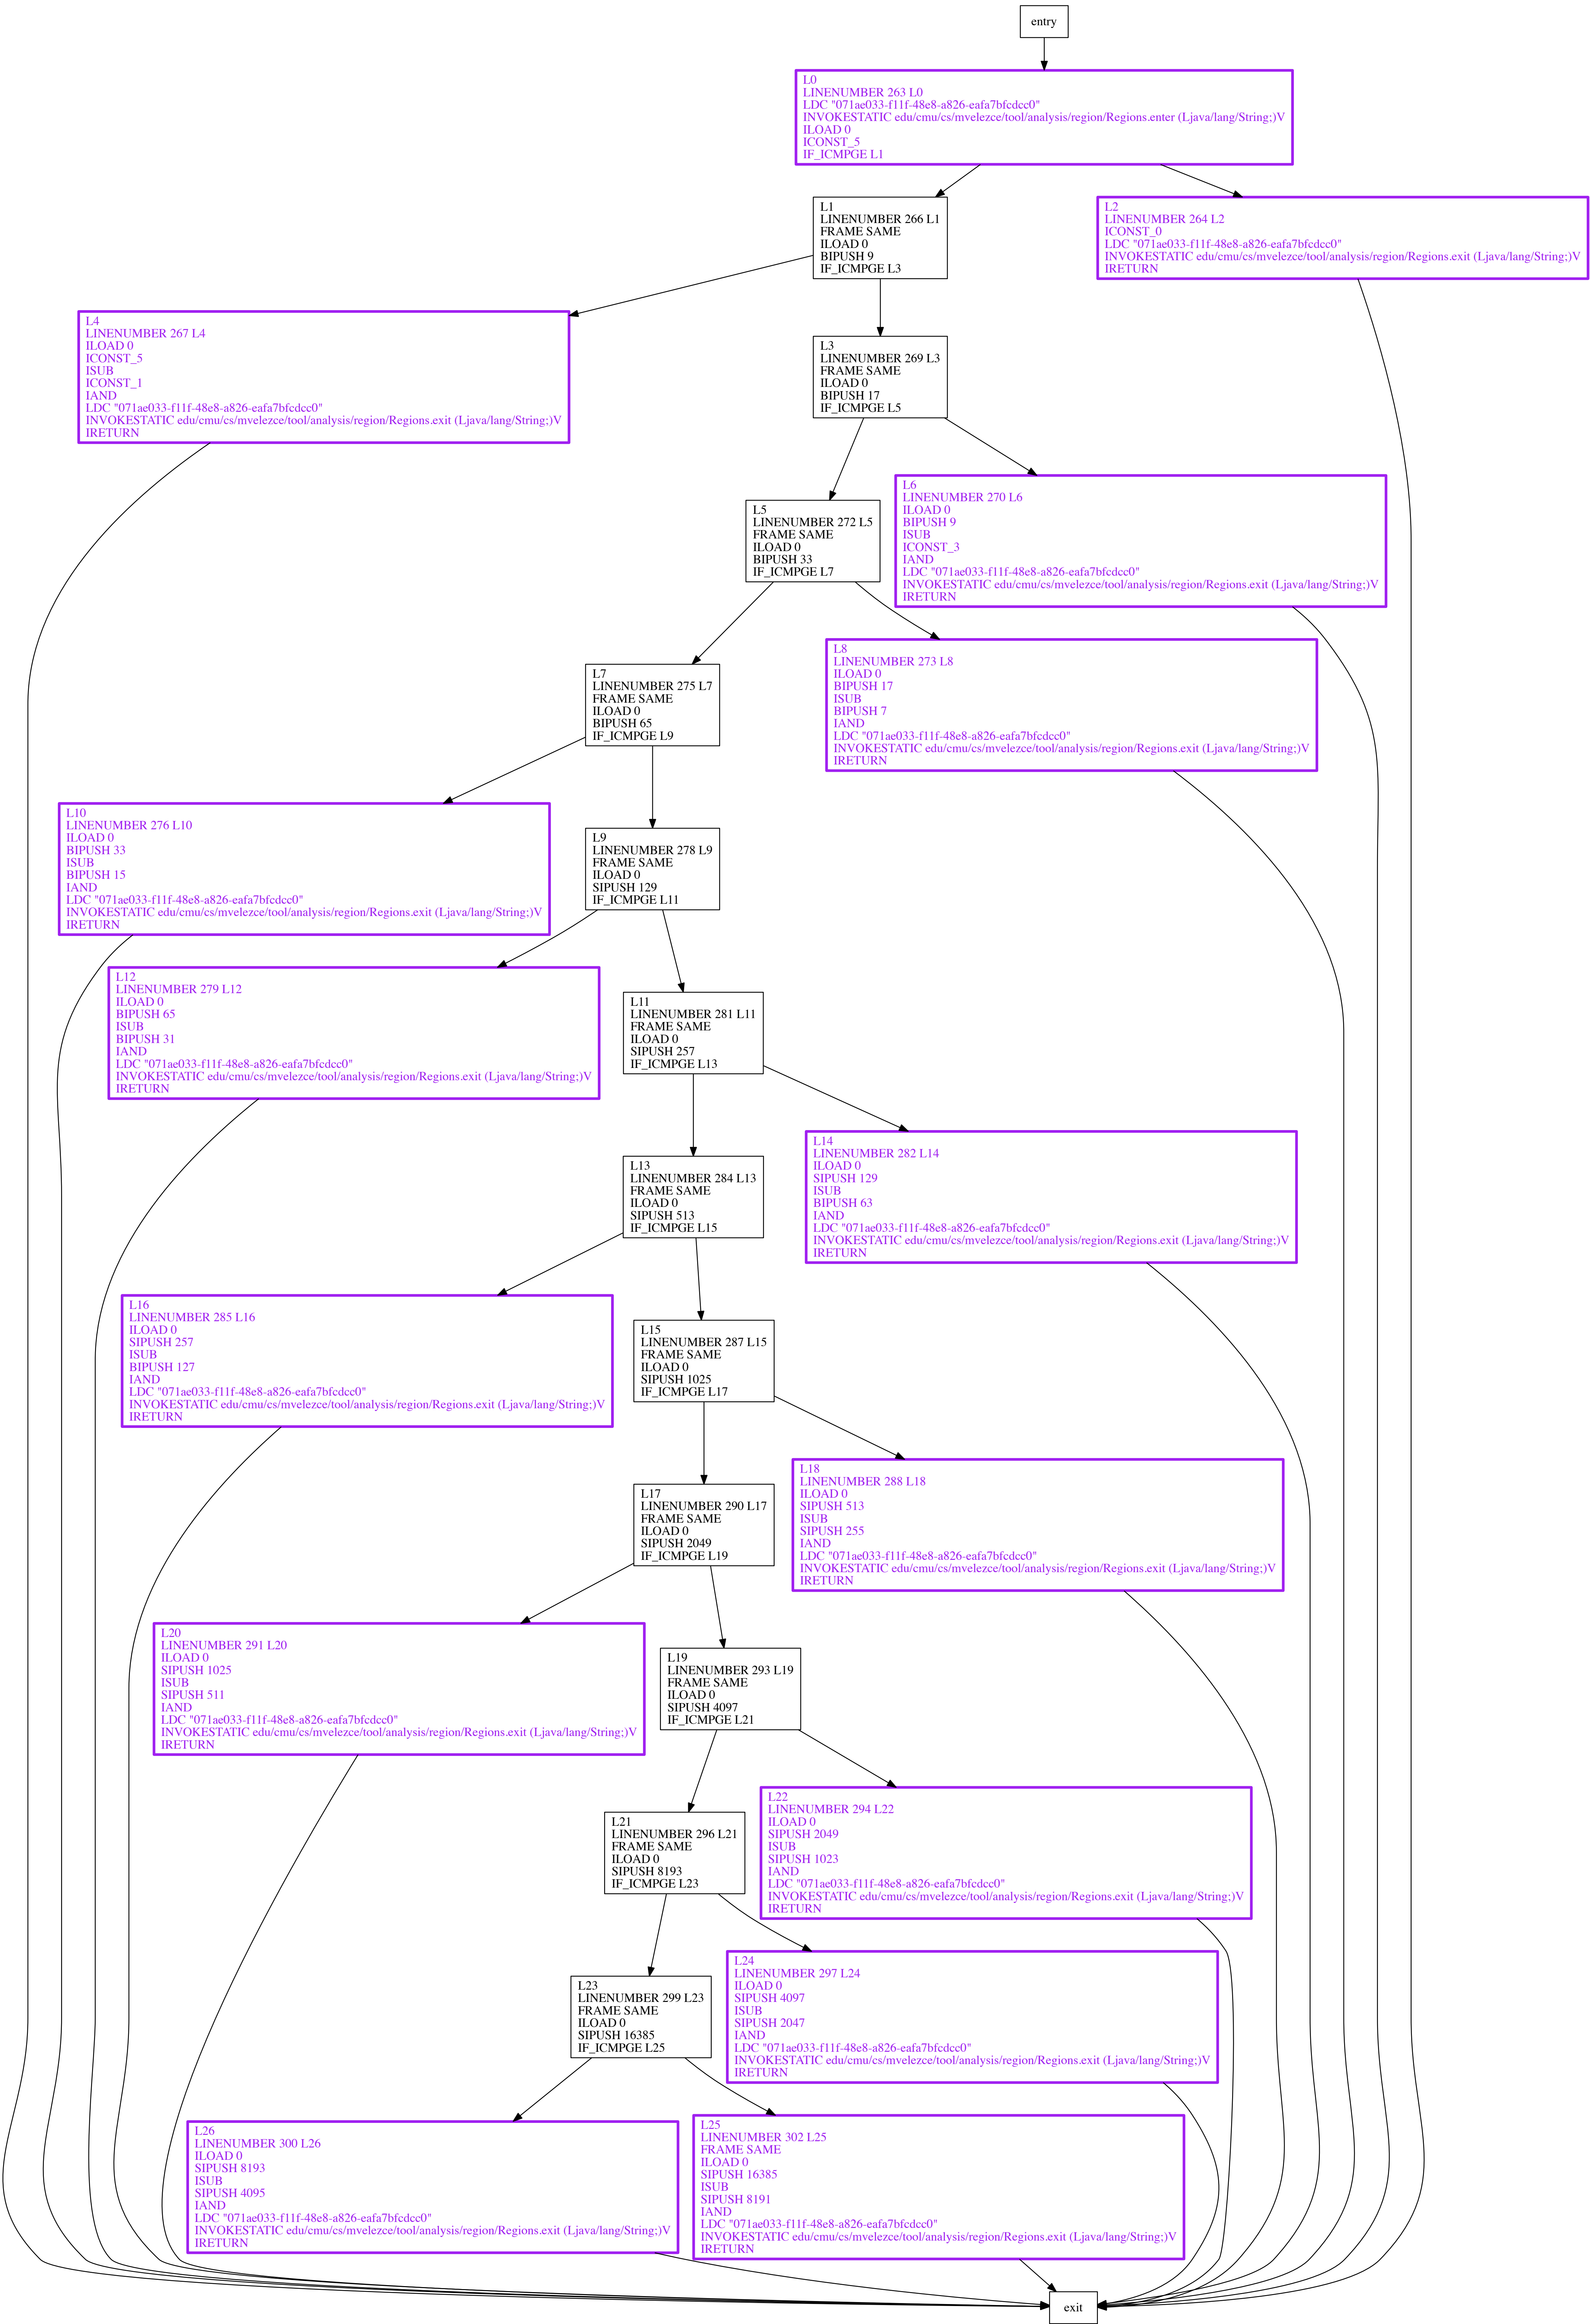 entry
L0
LINENUMBER 263 L0
LDC "071ae033-f11f-48e8-a826-eafa7bfcdcc0"
INVOKESTATIC edu/cmu/cs/mvelezce/tool/analysis/region/Regions.enter (Ljava/lang/String;)V
ILOAD 0
ICONST_5
IF_ICMPGE L1
L1
LINENUMBER 266 L1
FRAME SAME
ILOAD 0
BIPUSH 9
IF_ICMPGE L3
L2
LINENUMBER 264 L2
ICONST_0
LDC "071ae033-f11f-48e8-a826-eafa7bfcdcc0"
INVOKESTATIC edu/cmu/cs/mvelezce/tool/analysis/region/Regions.exit (Ljava/lang/String;)V
IRETURN
L4
LINENUMBER 267 L4
ILOAD 0
ICONST_5
ISUB
ICONST_1
IAND
LDC "071ae033-f11f-48e8-a826-eafa7bfcdcc0"
INVOKESTATIC edu/cmu/cs/mvelezce/tool/analysis/region/Regions.exit (Ljava/lang/String;)V
IRETURN
L3
LINENUMBER 269 L3
FRAME SAME
ILOAD 0
BIPUSH 17
IF_ICMPGE L5
L6
LINENUMBER 270 L6
ILOAD 0
BIPUSH 9
ISUB
ICONST_3
IAND
LDC "071ae033-f11f-48e8-a826-eafa7bfcdcc0"
INVOKESTATIC edu/cmu/cs/mvelezce/tool/analysis/region/Regions.exit (Ljava/lang/String;)V
IRETURN
L5
LINENUMBER 272 L5
FRAME SAME
ILOAD 0
BIPUSH 33
IF_ICMPGE L7
L8
LINENUMBER 273 L8
ILOAD 0
BIPUSH 17
ISUB
BIPUSH 7
IAND
LDC "071ae033-f11f-48e8-a826-eafa7bfcdcc0"
INVOKESTATIC edu/cmu/cs/mvelezce/tool/analysis/region/Regions.exit (Ljava/lang/String;)V
IRETURN
L7
LINENUMBER 275 L7
FRAME SAME
ILOAD 0
BIPUSH 65
IF_ICMPGE L9
L10
LINENUMBER 276 L10
ILOAD 0
BIPUSH 33
ISUB
BIPUSH 15
IAND
LDC "071ae033-f11f-48e8-a826-eafa7bfcdcc0"
INVOKESTATIC edu/cmu/cs/mvelezce/tool/analysis/region/Regions.exit (Ljava/lang/String;)V
IRETURN
L9
LINENUMBER 278 L9
FRAME SAME
ILOAD 0
SIPUSH 129
IF_ICMPGE L11
L12
LINENUMBER 279 L12
ILOAD 0
BIPUSH 65
ISUB
BIPUSH 31
IAND
LDC "071ae033-f11f-48e8-a826-eafa7bfcdcc0"
INVOKESTATIC edu/cmu/cs/mvelezce/tool/analysis/region/Regions.exit (Ljava/lang/String;)V
IRETURN
L11
LINENUMBER 281 L11
FRAME SAME
ILOAD 0
SIPUSH 257
IF_ICMPGE L13
L14
LINENUMBER 282 L14
ILOAD 0
SIPUSH 129
ISUB
BIPUSH 63
IAND
LDC "071ae033-f11f-48e8-a826-eafa7bfcdcc0"
INVOKESTATIC edu/cmu/cs/mvelezce/tool/analysis/region/Regions.exit (Ljava/lang/String;)V
IRETURN
L13
LINENUMBER 284 L13
FRAME SAME
ILOAD 0
SIPUSH 513
IF_ICMPGE L15
L16
LINENUMBER 285 L16
ILOAD 0
SIPUSH 257
ISUB
BIPUSH 127
IAND
LDC "071ae033-f11f-48e8-a826-eafa7bfcdcc0"
INVOKESTATIC edu/cmu/cs/mvelezce/tool/analysis/region/Regions.exit (Ljava/lang/String;)V
IRETURN
L15
LINENUMBER 287 L15
FRAME SAME
ILOAD 0
SIPUSH 1025
IF_ICMPGE L17
L18
LINENUMBER 288 L18
ILOAD 0
SIPUSH 513
ISUB
SIPUSH 255
IAND
LDC "071ae033-f11f-48e8-a826-eafa7bfcdcc0"
INVOKESTATIC edu/cmu/cs/mvelezce/tool/analysis/region/Regions.exit (Ljava/lang/String;)V
IRETURN
L17
LINENUMBER 290 L17
FRAME SAME
ILOAD 0
SIPUSH 2049
IF_ICMPGE L19
L20
LINENUMBER 291 L20
ILOAD 0
SIPUSH 1025
ISUB
SIPUSH 511
IAND
LDC "071ae033-f11f-48e8-a826-eafa7bfcdcc0"
INVOKESTATIC edu/cmu/cs/mvelezce/tool/analysis/region/Regions.exit (Ljava/lang/String;)V
IRETURN
L19
LINENUMBER 293 L19
FRAME SAME
ILOAD 0
SIPUSH 4097
IF_ICMPGE L21
L22
LINENUMBER 294 L22
ILOAD 0
SIPUSH 2049
ISUB
SIPUSH 1023
IAND
LDC "071ae033-f11f-48e8-a826-eafa7bfcdcc0"
INVOKESTATIC edu/cmu/cs/mvelezce/tool/analysis/region/Regions.exit (Ljava/lang/String;)V
IRETURN
L21
LINENUMBER 296 L21
FRAME SAME
ILOAD 0
SIPUSH 8193
IF_ICMPGE L23
L24
LINENUMBER 297 L24
ILOAD 0
SIPUSH 4097
ISUB
SIPUSH 2047
IAND
LDC "071ae033-f11f-48e8-a826-eafa7bfcdcc0"
INVOKESTATIC edu/cmu/cs/mvelezce/tool/analysis/region/Regions.exit (Ljava/lang/String;)V
IRETURN
L23
LINENUMBER 299 L23
FRAME SAME
ILOAD 0
SIPUSH 16385
IF_ICMPGE L25
L26
LINENUMBER 300 L26
ILOAD 0
SIPUSH 8193
ISUB
SIPUSH 4095
IAND
LDC "071ae033-f11f-48e8-a826-eafa7bfcdcc0"
INVOKESTATIC edu/cmu/cs/mvelezce/tool/analysis/region/Regions.exit (Ljava/lang/String;)V
IRETURN
L25
LINENUMBER 302 L25
FRAME SAME
ILOAD 0
SIPUSH 16385
ISUB
SIPUSH 8191
IAND
LDC "071ae033-f11f-48e8-a826-eafa7bfcdcc0"
INVOKESTATIC edu/cmu/cs/mvelezce/tool/analysis/region/Regions.exit (Ljava/lang/String;)V
IRETURN
exit